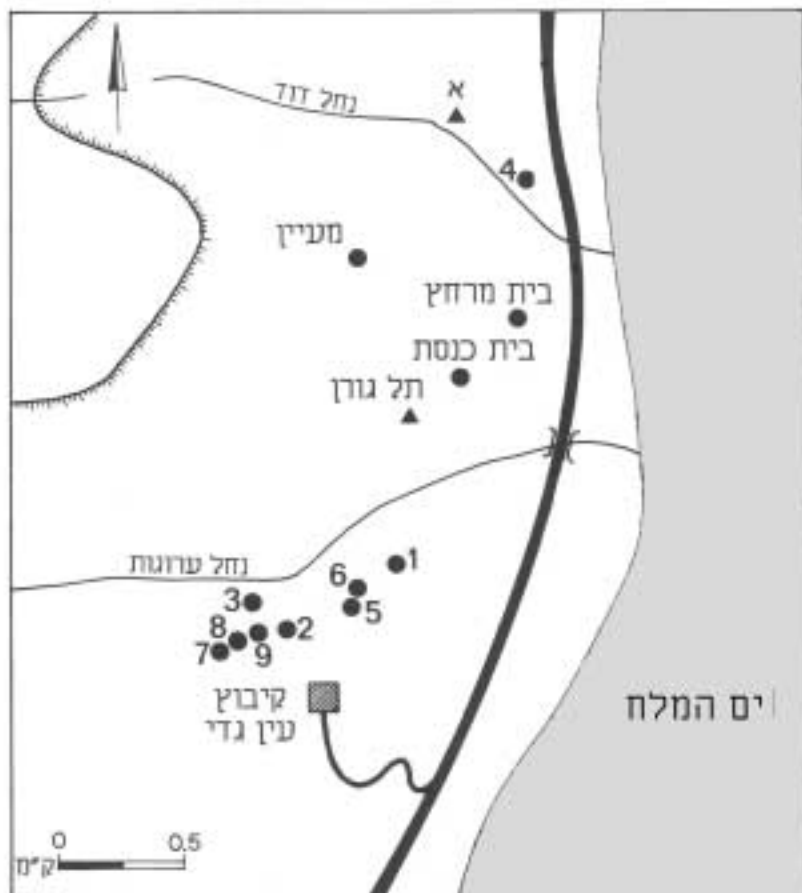 א
נחל דוד
4
מעיין
בית מרחץ
בית כנסת
תל גורן
נחל ערוגות
1
6
5
3
2
8
9
7
קיבוץ
עין גדי
ים המלח
0 0.5
ק"מ